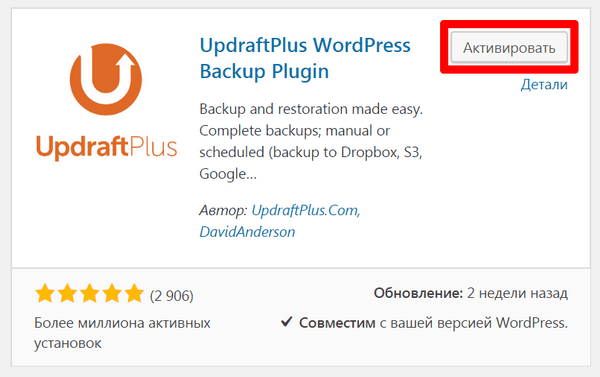 UpdraftPlus
UpdraftPlus WordPress
Backup Plugin
Активировать
Детали
Backup and restoration made easy.
Complete backups; manual or
scheduled (backup to Dropbox, S3,
Google...
Автор: UpdraftPlus.Com,
DavidAnderson
(2 906)
Более миллиона активных
установок
Обновление: 2 недели назад
Совместим с вашей версией WordPress.